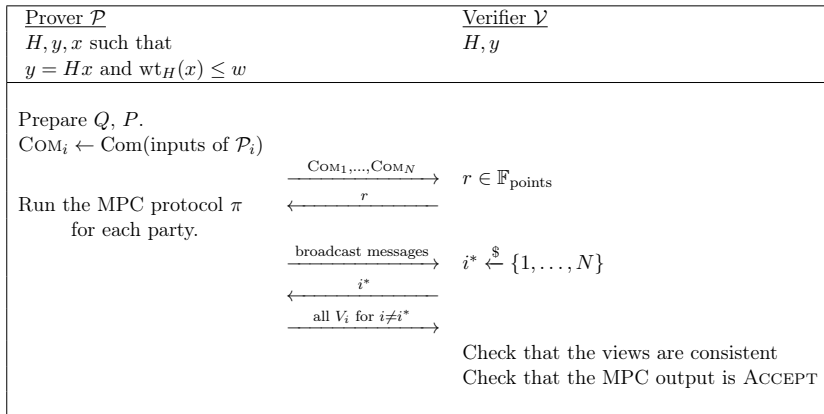 Prover 𝒫 Verifier 𝒱
H, y, x such that H, y
y = Hx and wt_H(x) ≤ w
Prepare Q, P.
COM_i ← Com(inputs of 𝒫_i)
COM_1,...,COM_N
r ∈ 𝔽_points
r
Run the MPC protocol π
for each party.
broadcast messages
i* ←$ {1, . . . , N}
i*
all V_i for i≠i*
Check that the views are consistent
Check that the MPC output is ACCEPT